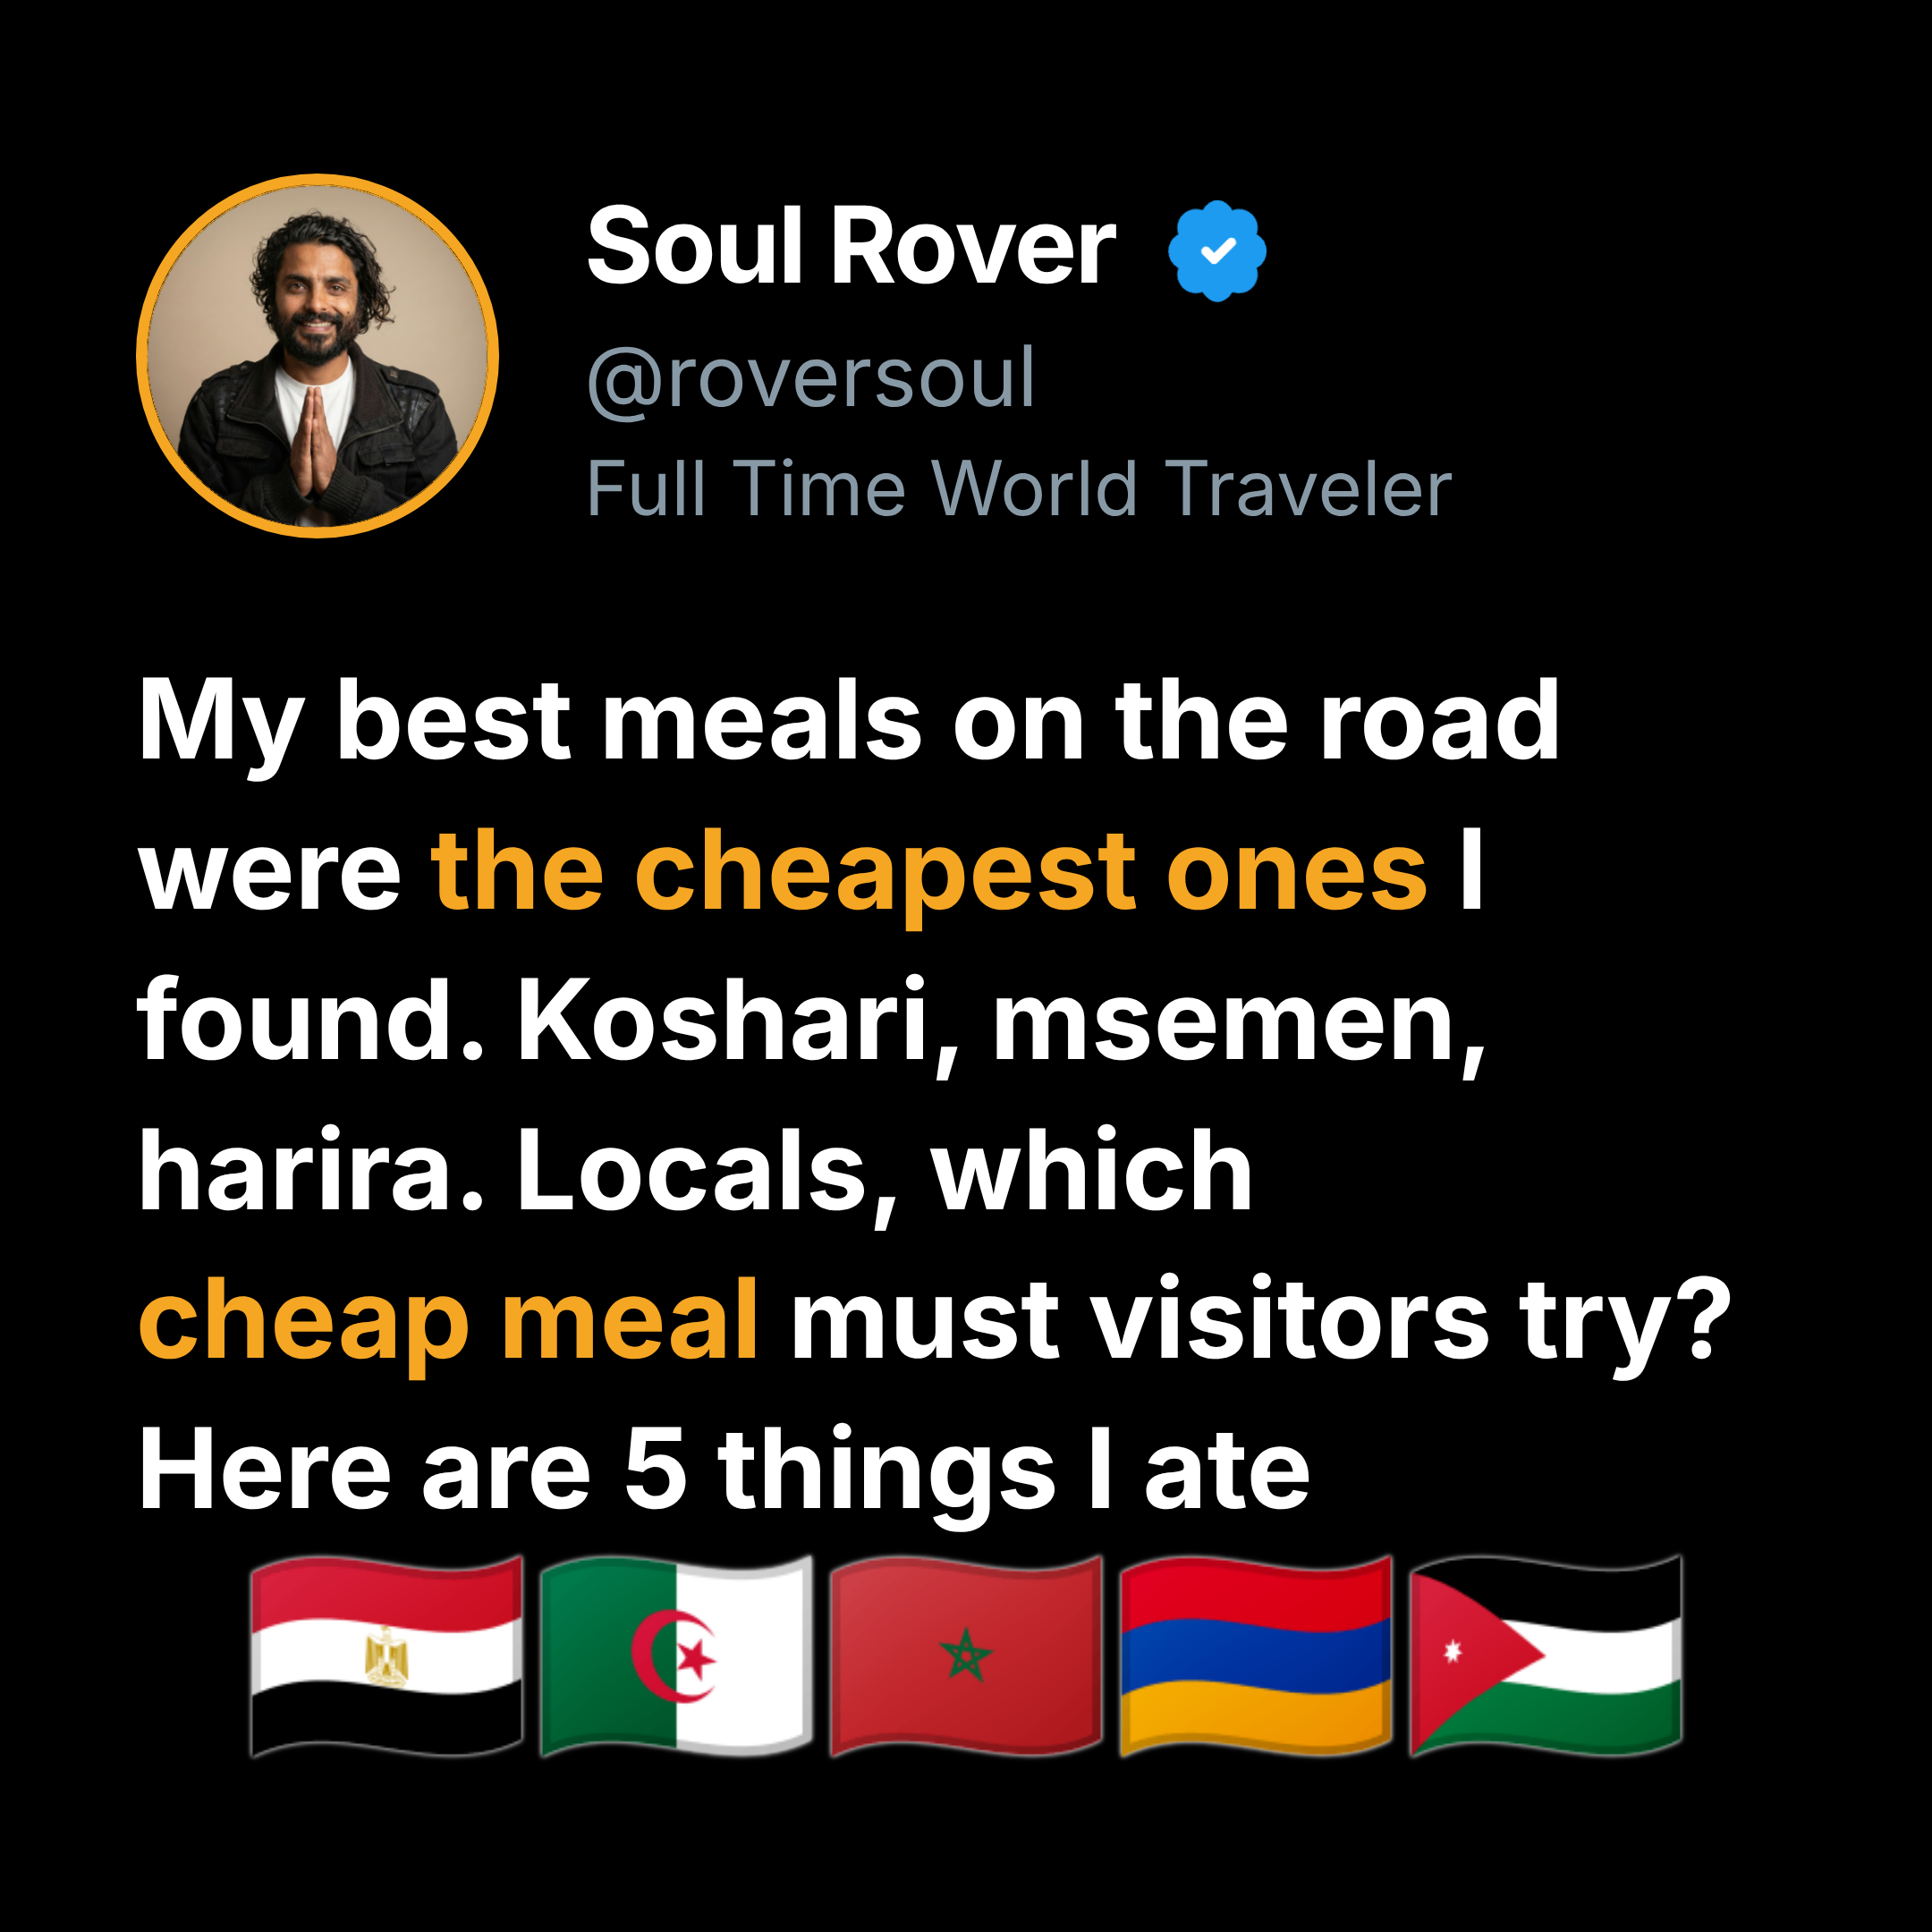 Soul Rover
@roversoul
Full Time World Traveler
My best meals on the road
were the cheapest ones I
found. Koshari, msemen,
harira. Locals, which
cheap meal must visitors try?
Here are 5 things I ate